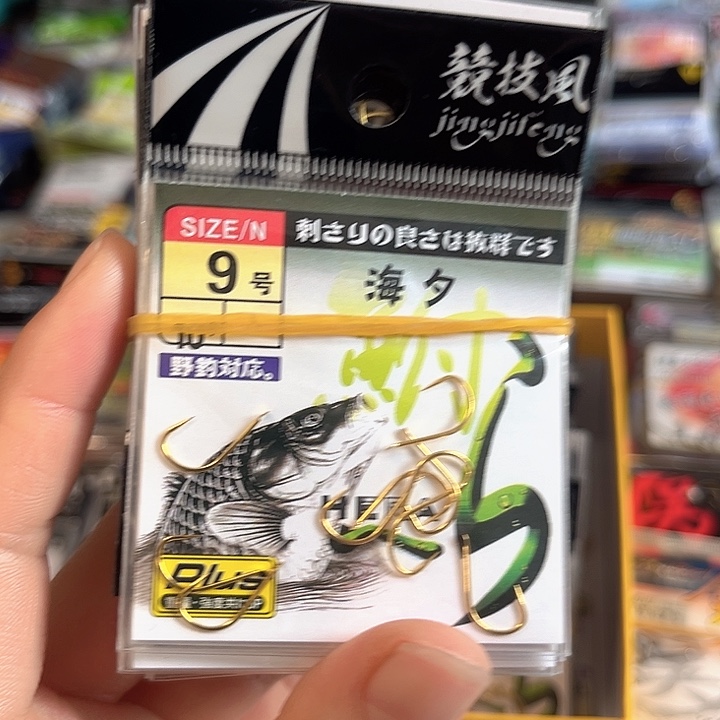 競技風
jingjifeng
SIZE/N
刺さりの良さは抜群です
9号
海夕
野釣対応。
HERA
Plus